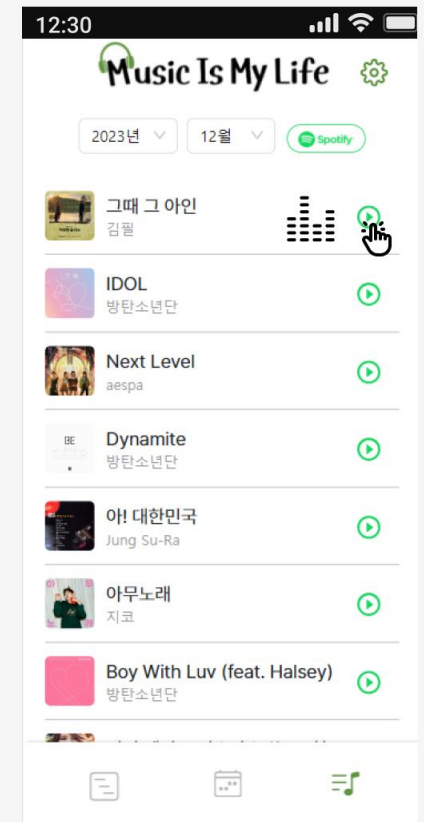 12:30
Music Is My Life
2023년 12월 Spotify
그때 그 아인
김필
IDOL
방탄소년단
Next Level
aespa
BE
Dynamite
방탄소년단
아! 대한민국
Jung Su-Ra
아무노래
지코
Boy With Luv (feat. Halsey)
방탄소년단